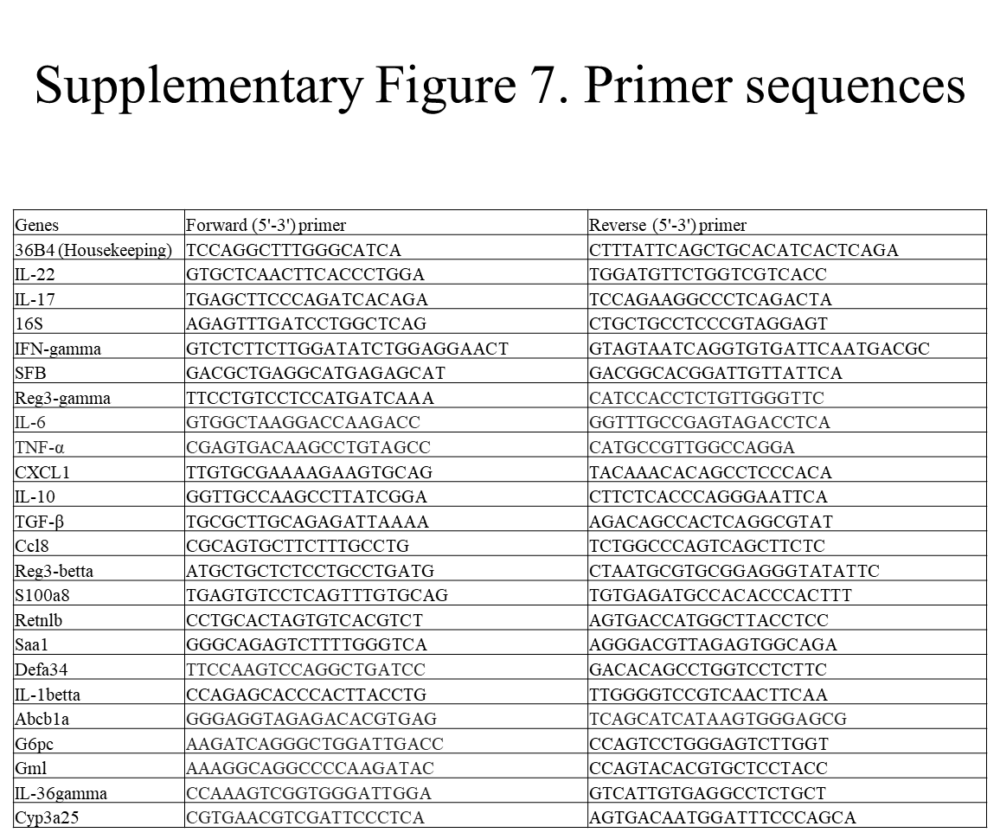 Supplementary Figure 7. Primer sequences
Genes Forward (5'-3') primer Reverse (5'-3') primer
36B4 (Housekeeping) TCCAGGCTTTGGGCATCA CTTTATTCAGCTGCACATCACTCAGA
IL-22 GTGCTCAACTTCACCCTGGA TGGATGTTCTGGTCGTCACC
IL-17 TGAGCTTCCCAGATCACAGA TCCAGAAGGCCCTCAGACTA
16S AGAGTTTGATCCTGGCTCAG CTGCTGCCTCCCGTAGGAGT
IFN-gamma GTCTCTTCTTGGATATCTGGAGGAACT GTAGTAATCAGGTGTGATTCAATGACGC
SFB GACGCTGAGGCATGAGAGCAT GACGGCACGGATTGTTATTCA
Reg3-gamma TTCCTGTCCTCCATGATCAAA CATCCACCTCTGTTGGGTTC
IL-6 GTGGCTAAGGACCAAGACC GGTTTGCCGAGTAGACCTCA
TNF-α CGAGTGACAAGCCTGTAGCC CATGCCGTTGGCCAGGA
CXCL1 TTGTGCGAAAAGAAGTGCAG TACAAACACAGCCTCCCACA
IL-10 GGTTGCCAAGCCTTATCGGA CTTCTCACCCAGGGAATTCA
TGF-β TGCGCTTGCAGAGATTAAAA AGACAGCCACTCAGGCGTAT
Ccl8 CGCAGTGCTTCTTTGCCTG TCTGGCCCAGTCAGCTTCTC
Reg3-betta ATGCTGCTCTCCTGCCTGATG CTAATGCGTGCGGAGGGTATATTC
S100a8 TGAGTGTCCTCAGTTTGTGCAG TGTGAGATGCCACACCCACTTT
Retnlb CCTGCACTAGTGTCACGTCT AGTGACCATGGCTTACCTCC
Saa1 GGGCAGAGTCTTTTGGGTCA AGGGACGTTAGAGTGGCAGA
Defa34 TTCCAAGTCCAGGCTGATCC GACACAGCCTGGTCCTCTTC
IL-1betta CCAGAGCACCCACTTACCTG TTGGGGTCCGTCAACTTCAA
Abcb1a GGGAGGTAGAGACACGTGAG TCAGCATCATAAGTGGGAGCG
G6pc AAGATCAGGGCTGGATTGACC CCAGTCCTGGGAGTCTTGGT
Gml AAAGGCAGGCCCCAAGATAC CCAGTACACGTGCTCCTACC
IL-36gamma CCAAAGTCGGTGGGATTGGA GTCATTGTGAGGCCTCTGCT
Cyp3a25 CGTGAACGTCGATTCCCTCA AGTGACAATGGATTTCCCAGCA